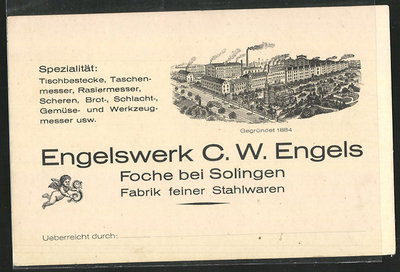 Spezialität:
Tischbestecke, Taschen-
messer, Rasiermesser,
Scheren, Brot-, Schlacht-,
Gemüse- und Werkzeug-
messer usw.
Gegründet 1884
Engelswerk C. W. Engels
Foche bei Solingen
Fabrik feiner Stahlwaren
Ueberreicht durch: